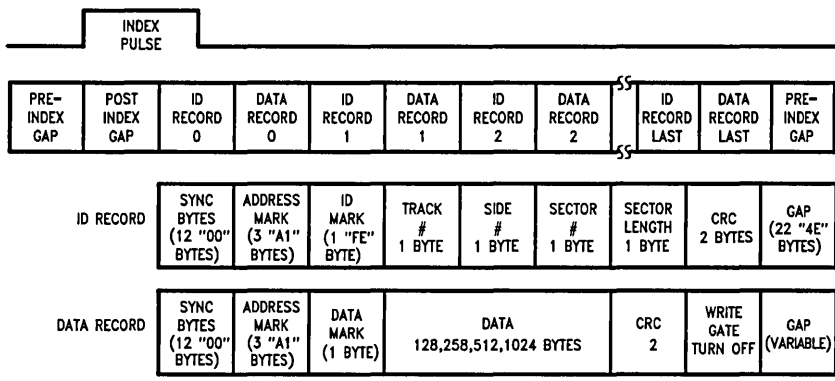 INDEX
PULSE
PRE-
INDEX
GAP
POST
INDEX
GAP
ID
RECORD
0
DATA
RECORD
0
ID
RECORD
1
DATA
RECORD
1
ID
RECORD
2
DATA
RECORD
2
ID
RECORD
LAST
DATA
RECORD
LAST
PRE-
INDEX
GAP
ID RECORD
SYNC
BYTES
(12 "00"
BYTES)
ADDRESS
MARK
(3 "A1"
BYTES)
ID
MARK
(1 "FE"
BYTE)
TRACK
#
1 BYTE
SIDE
#
1 BYTE
SECTOR
#
1 BYTE
SECTOR
LENGTH
1 BYTE
CRC
2 BYTES
GAP
(22 "4E"
BYTES)
DATA RECORD
SYNC
BYTES
(12 "00"
BYTES)
ADDRESS
MARK
(3 "A1"
BYTES)
DATA
MARK
(1 BYTE)
DATA
128,258,512,1024 BYTES
CRC
2
WRITE
GATE
TURN OFF
GAP
(VARIABLE)